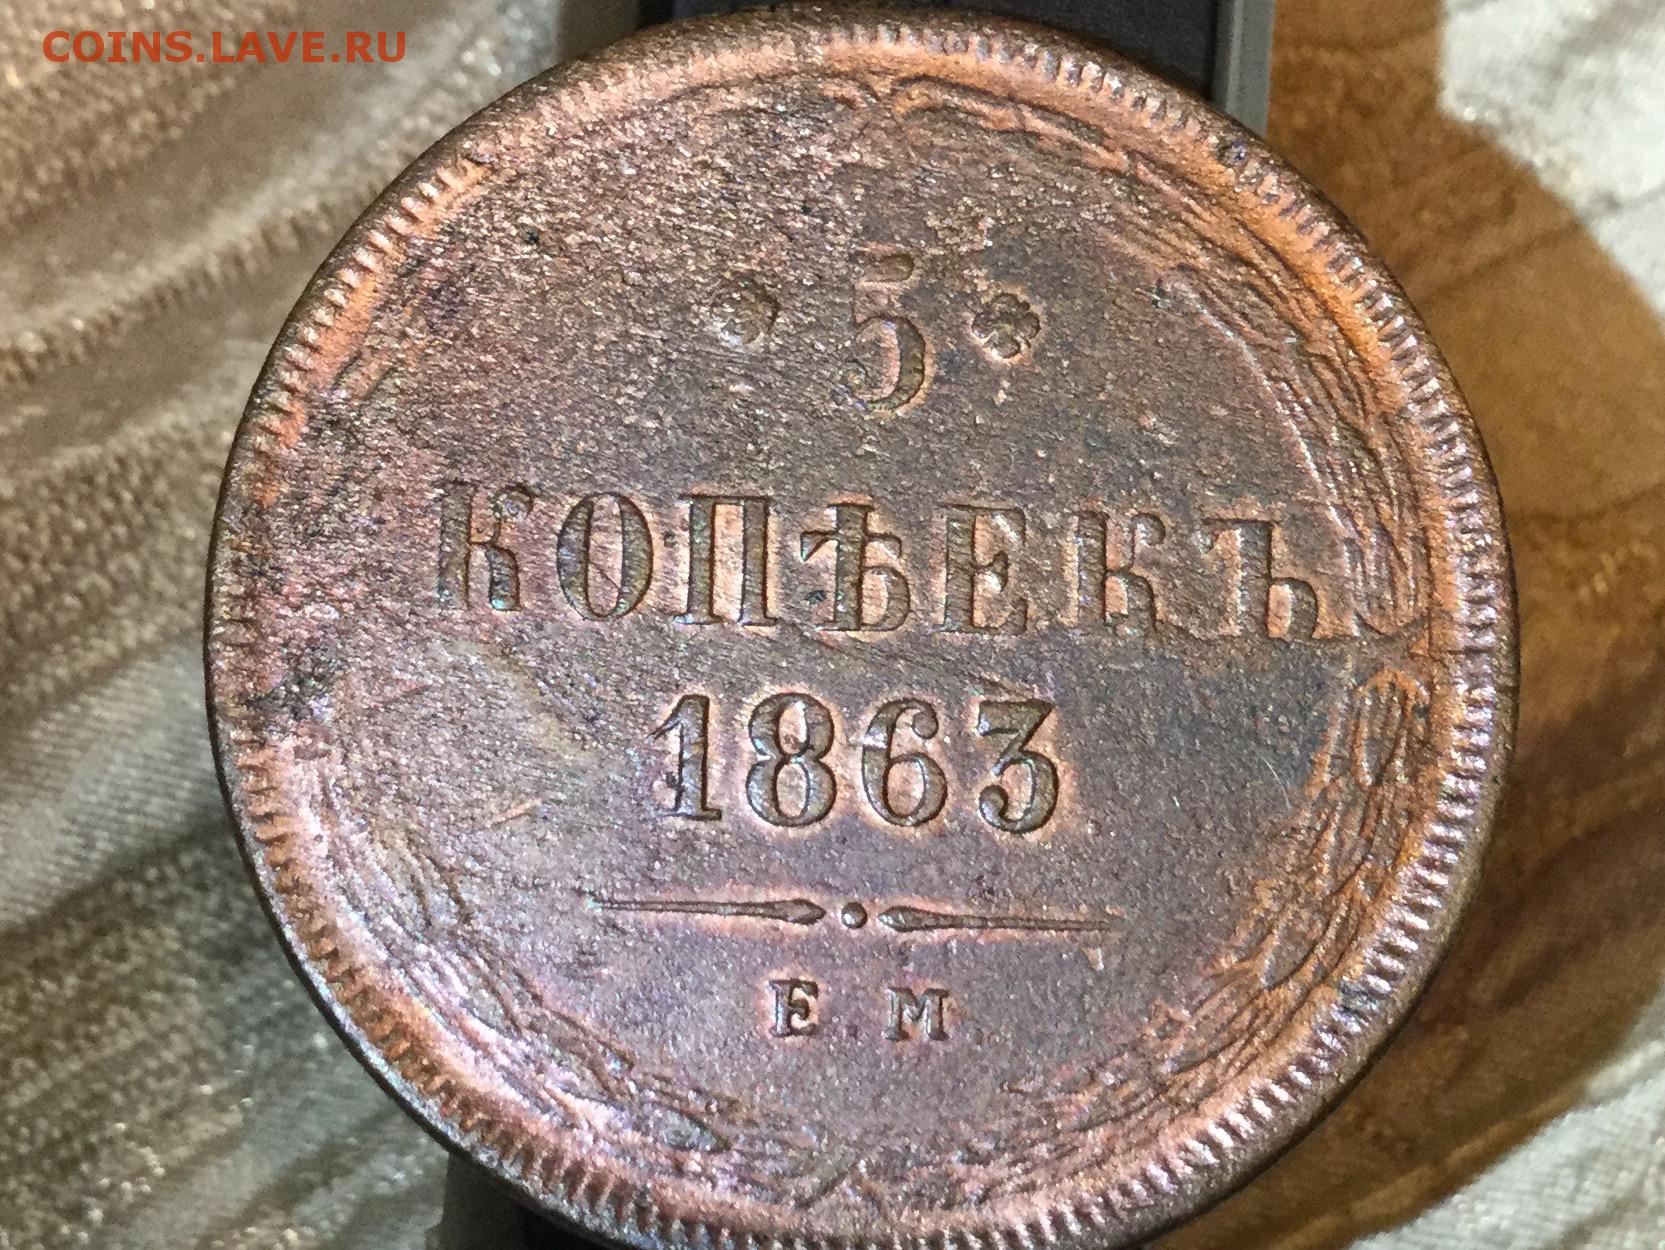 COINS.LAVE.RU
5
КОПѢЕКЪ
1863
Е М